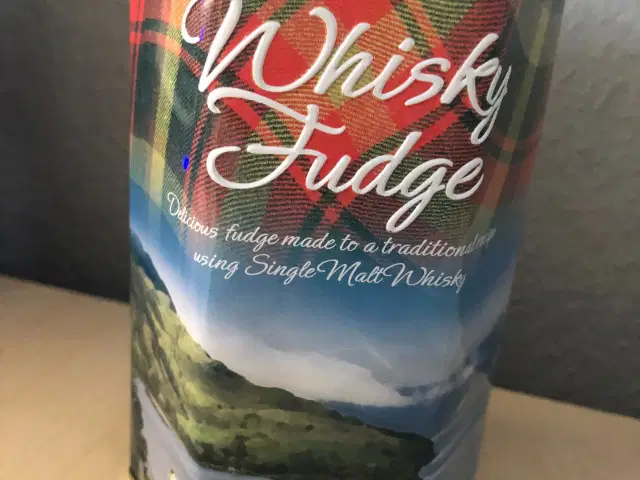 Whisky
Fudge
Delicious fudge made to a traditional
using Single Malt Whisky